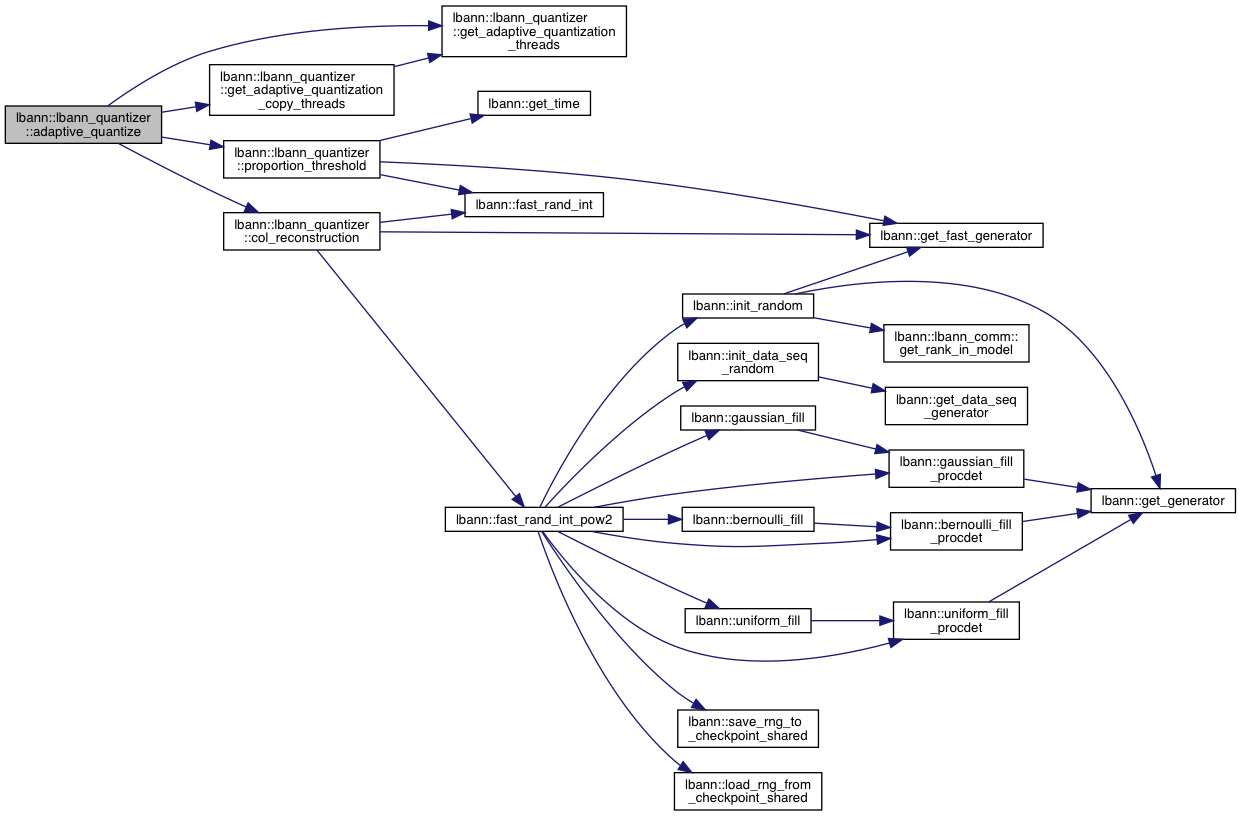 lbann::lbann_quantizer
::adaptive_quantize
lbann::lbann_quantizer
::get_adaptive_quantization
_threads
lbann::lbann_quantizer
::get_adaptive_quantization
_copy_threads
lbann::lbann_quantizer
::proportion_threshold
lbann::lbann_quantizer
::col_reconstruction
lbann::get_time
lbann::fast_rand_int
lbann::get_fast_generator
lbann::fast_rand_int_pow2
lbann::init_random
lbann::lbann_comm::
get_rank_in_model
lbann::init_data_seq
_random
lbann::get_data_seq
_generator
lbann::gaussian_fill
lbann::gaussian_fill
_procdet
lbann::get_generator
lbann::bernoulli_fill
lbann::bernoulli_fill
_procdet
lbann::uniform_fill
lbann::uniform_fill
_procdet
lbann::save_rng_to
_checkpoint_shared
lbann::load_rng_from
_checkpoint_shared